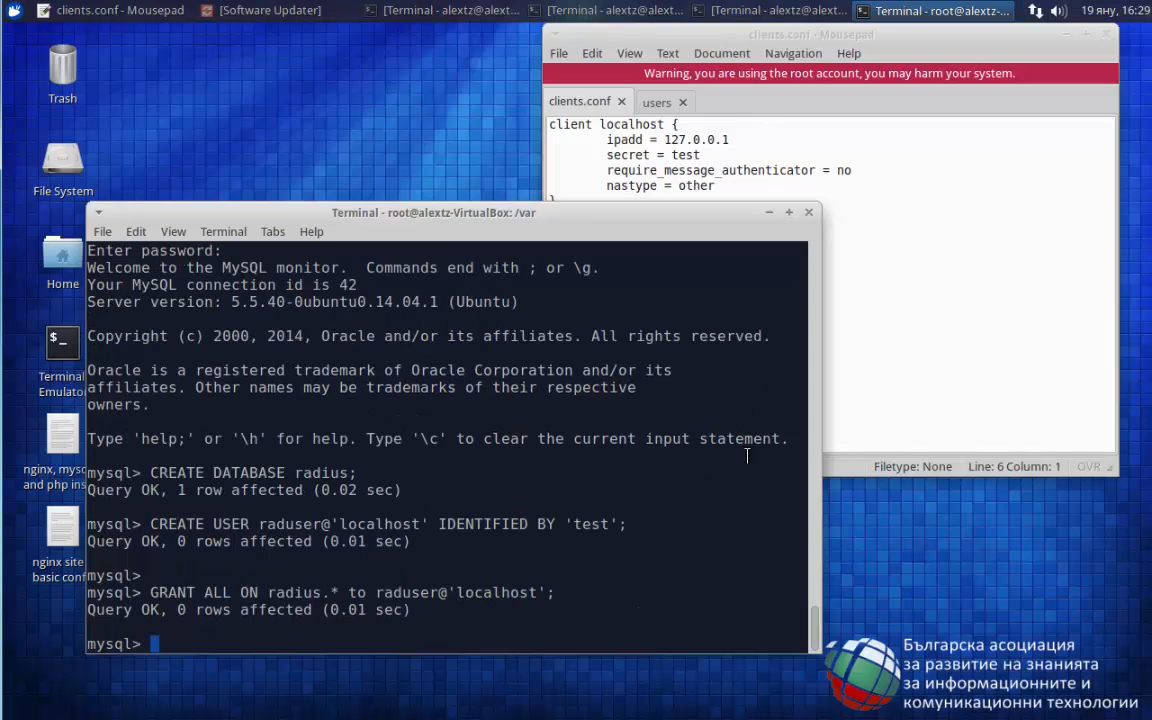 clients.conf - Mousepad
[Software Updater]
[Terminal - alextz@alext...
[Terminal - alextz@alext...
[Terminal - alextz@alext...
Terminal - root@alextz-...
19 яну, 16:29
Trash
File System
Home
Terminal
Emulato
nginx, mysc
and php ins
nginx site
basic conf
clients.conf - Mousepad
File Edit View Text Document Navigation Help
Warning, you are using the root account, you may harm your system.
clients.conf
users
client localhost {
ipadd = 127.0.0.1
secret = test
require_message_authenticator = no
nastype = other
}
Filetype: None
Line: 6 Column: 1
OVR
Terminal - root@alextz-VirtualBox: /var
File Edit View Terminal Tabs Help
Enter password:
Welcome to the MySQL monitor.  Commands end with ; or \g.
Your MySQL connection id is 42
Server version: 5.5.40-0ubuntu0.14.04.1 (Ubuntu)
Copyright (c) 2000, 2014, Oracle and/or its affiliates. All rights reserved.
Oracle is a registered trademark of Oracle Corporation and/or its
affiliates. Other names may be trademarks of their respective
owners.
Type 'help;' or '\h' for help. Type '\c' to clear the current input statement.
mysql> CREATE DATABASE radius;
Query OK, 1 row affected (0.02 sec)
mysql> CREATE USER raduser@'localhost' IDENTIFIED BY 'test';
Query OK, 0 rows affected (0.01 sec)
mysql>
mysql> GRANT ALL ON radius.* to raduser@'localhost';
Query OK, 0 rows affected (0.01 sec)
mysql>
Българска асоциация
за развитие на знанията
за информационните и
комуникационни технологии